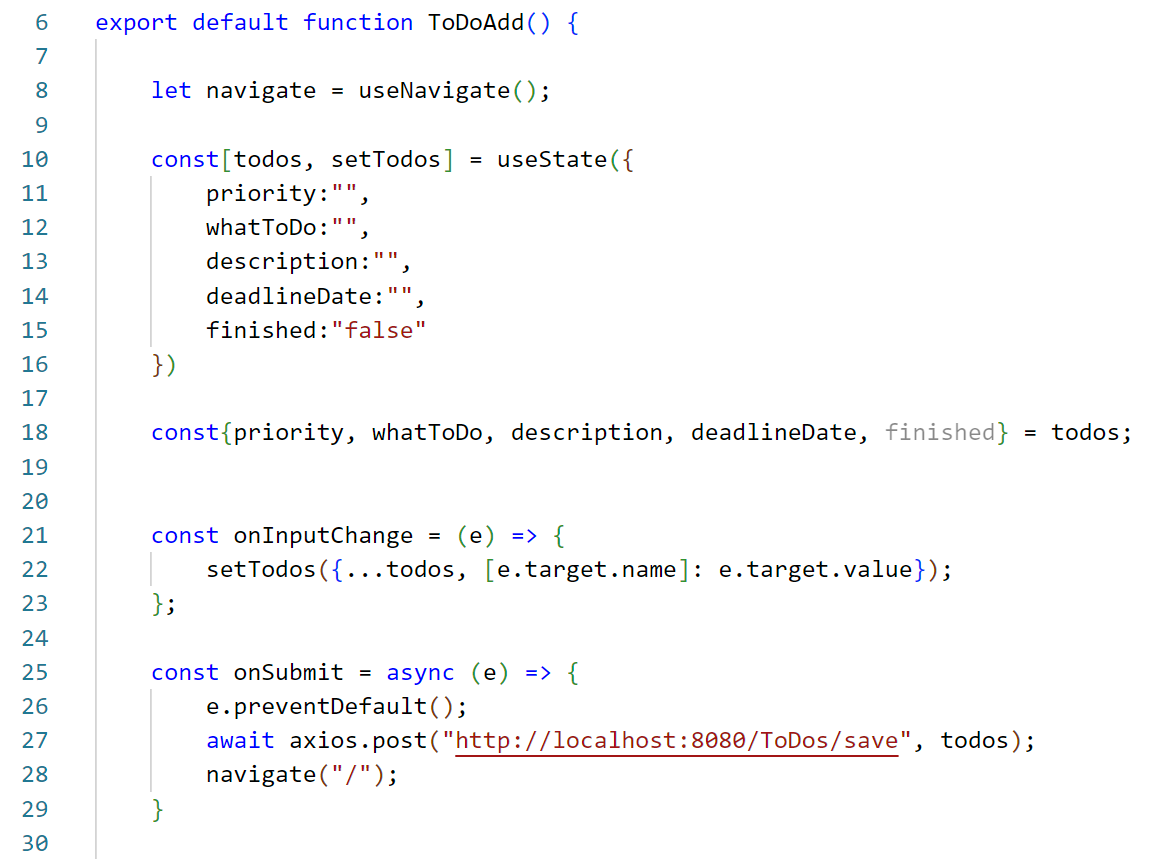 6 export default function ToDoAdd() {
7
8 let navigate = useNavigate();
9
10 const[todos, setTodos] = useState({
11 priority:"",
12 whatToDo:"",
13 description:"",
14 deadlineDate:"",
15 finished:"false"
16 })
17
18 const{priority, whatToDo, description, deadlineDate, finished} = todos;
19
20
21 const onInputChange = (e) => {
22 setTodos({...todos, [e.target.name]: e.target.value});
23 };
24
25 const onSubmit = async (e) => {
26 e.preventDefault();
27 await axios.post("http://localhost:8080/ToDos/save", todos);
28 navigate("/");
29 }
30